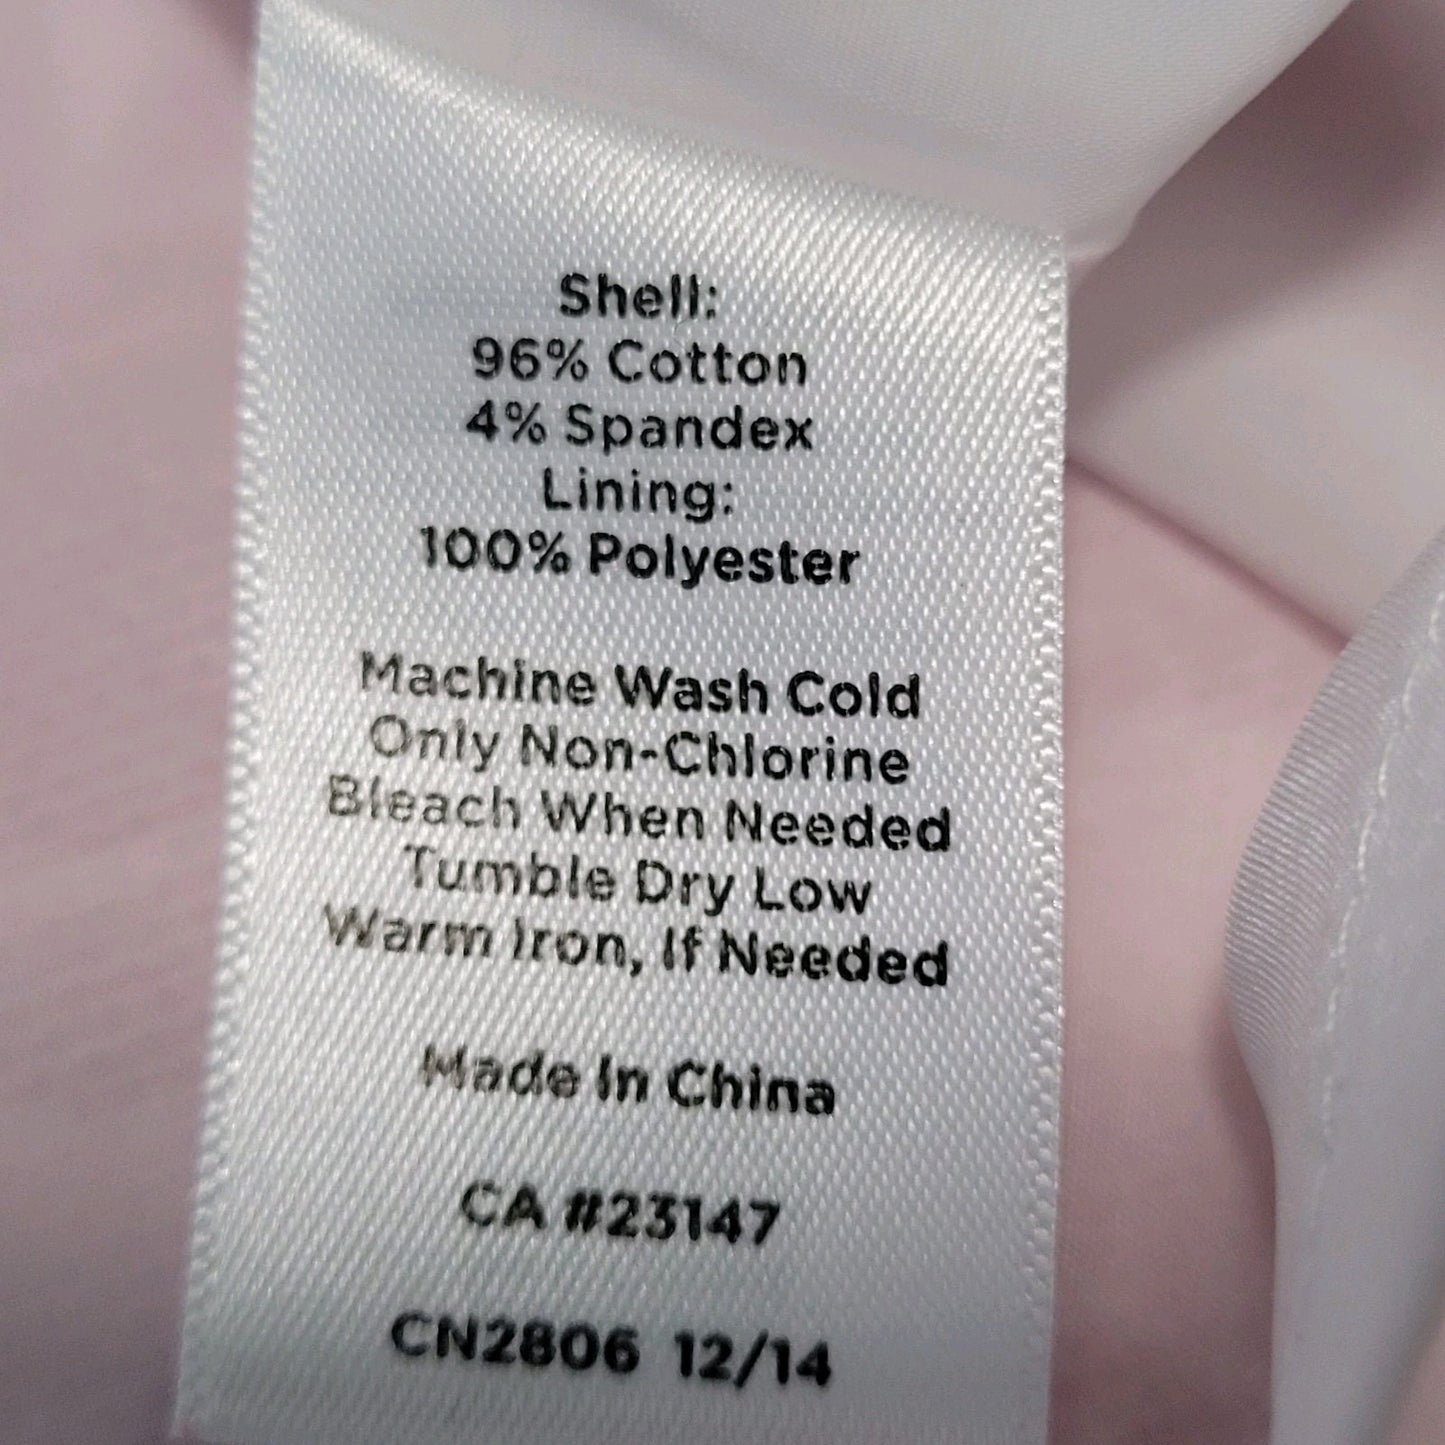 Shell:
96% Cotton
4% Spandex
Lining:
100% Polyester
Machine Wash Cold
Only Non-Chlorine
Bleach When Needed
Tumble Dry Low
Warm Iron, If Needed
Made In China
CA #23147
CN2806 12/14